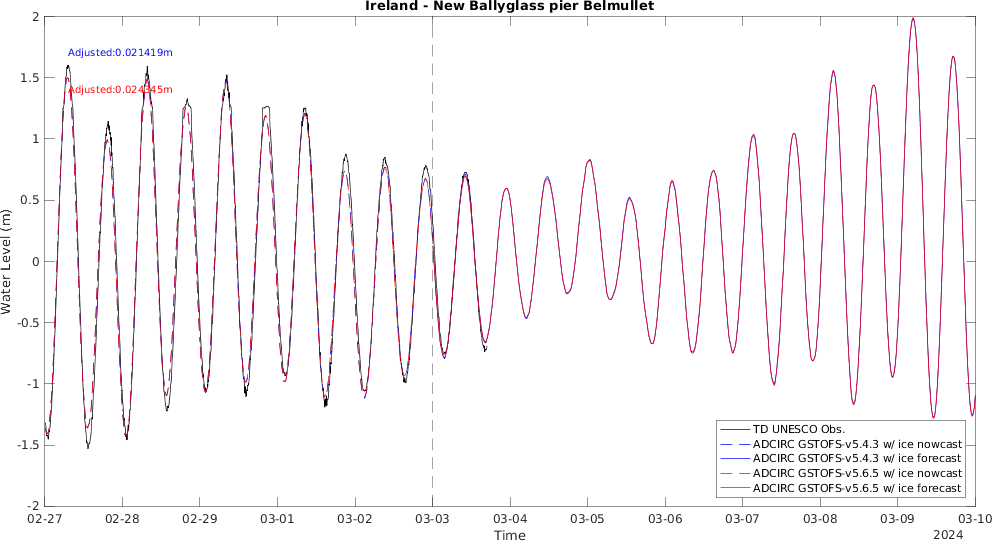 Ireland - New Ballyglass pier Belmullet
Adjusted:0.021419m
Adjusted:0.024345m
Water Level (m)
2
1.5
1
0.5
0
-0.5
-1
-1.5
-2
02-27 02-28 02-29 03-01 03-02 03-03 03-04 03-05 03-06 03-07 03-08 03-09 03-10
Time
2024
TD UNESCO Obs.
ADCIRC GSTOFS-v5.4.3 w/ ice nowcast
ADCIRC GSTOFS-v5.4.3 w/ ice forecast
ADCIRC GSTOFS-v5.6.5 w/ ice nowcast
ADCIRC GSTOFS-v5.6.5 w/ ice forecast